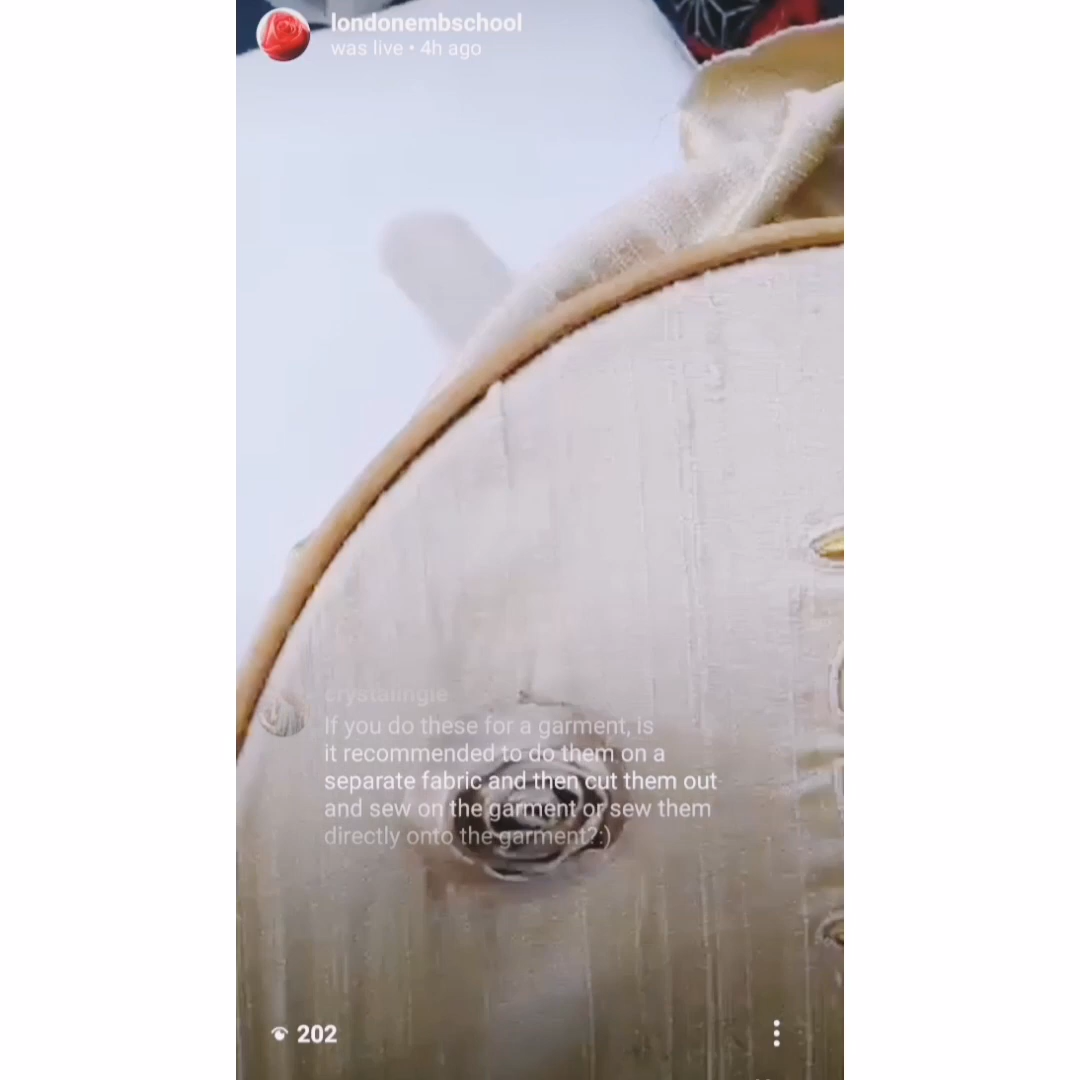 londonembschool
was live • 4h ago
crystalingie
If you do these for a garment, is
it recommended to do them on a
separate fabric and then cut them out
and sew on the garment or sew them
directly onto the garment?:)
202